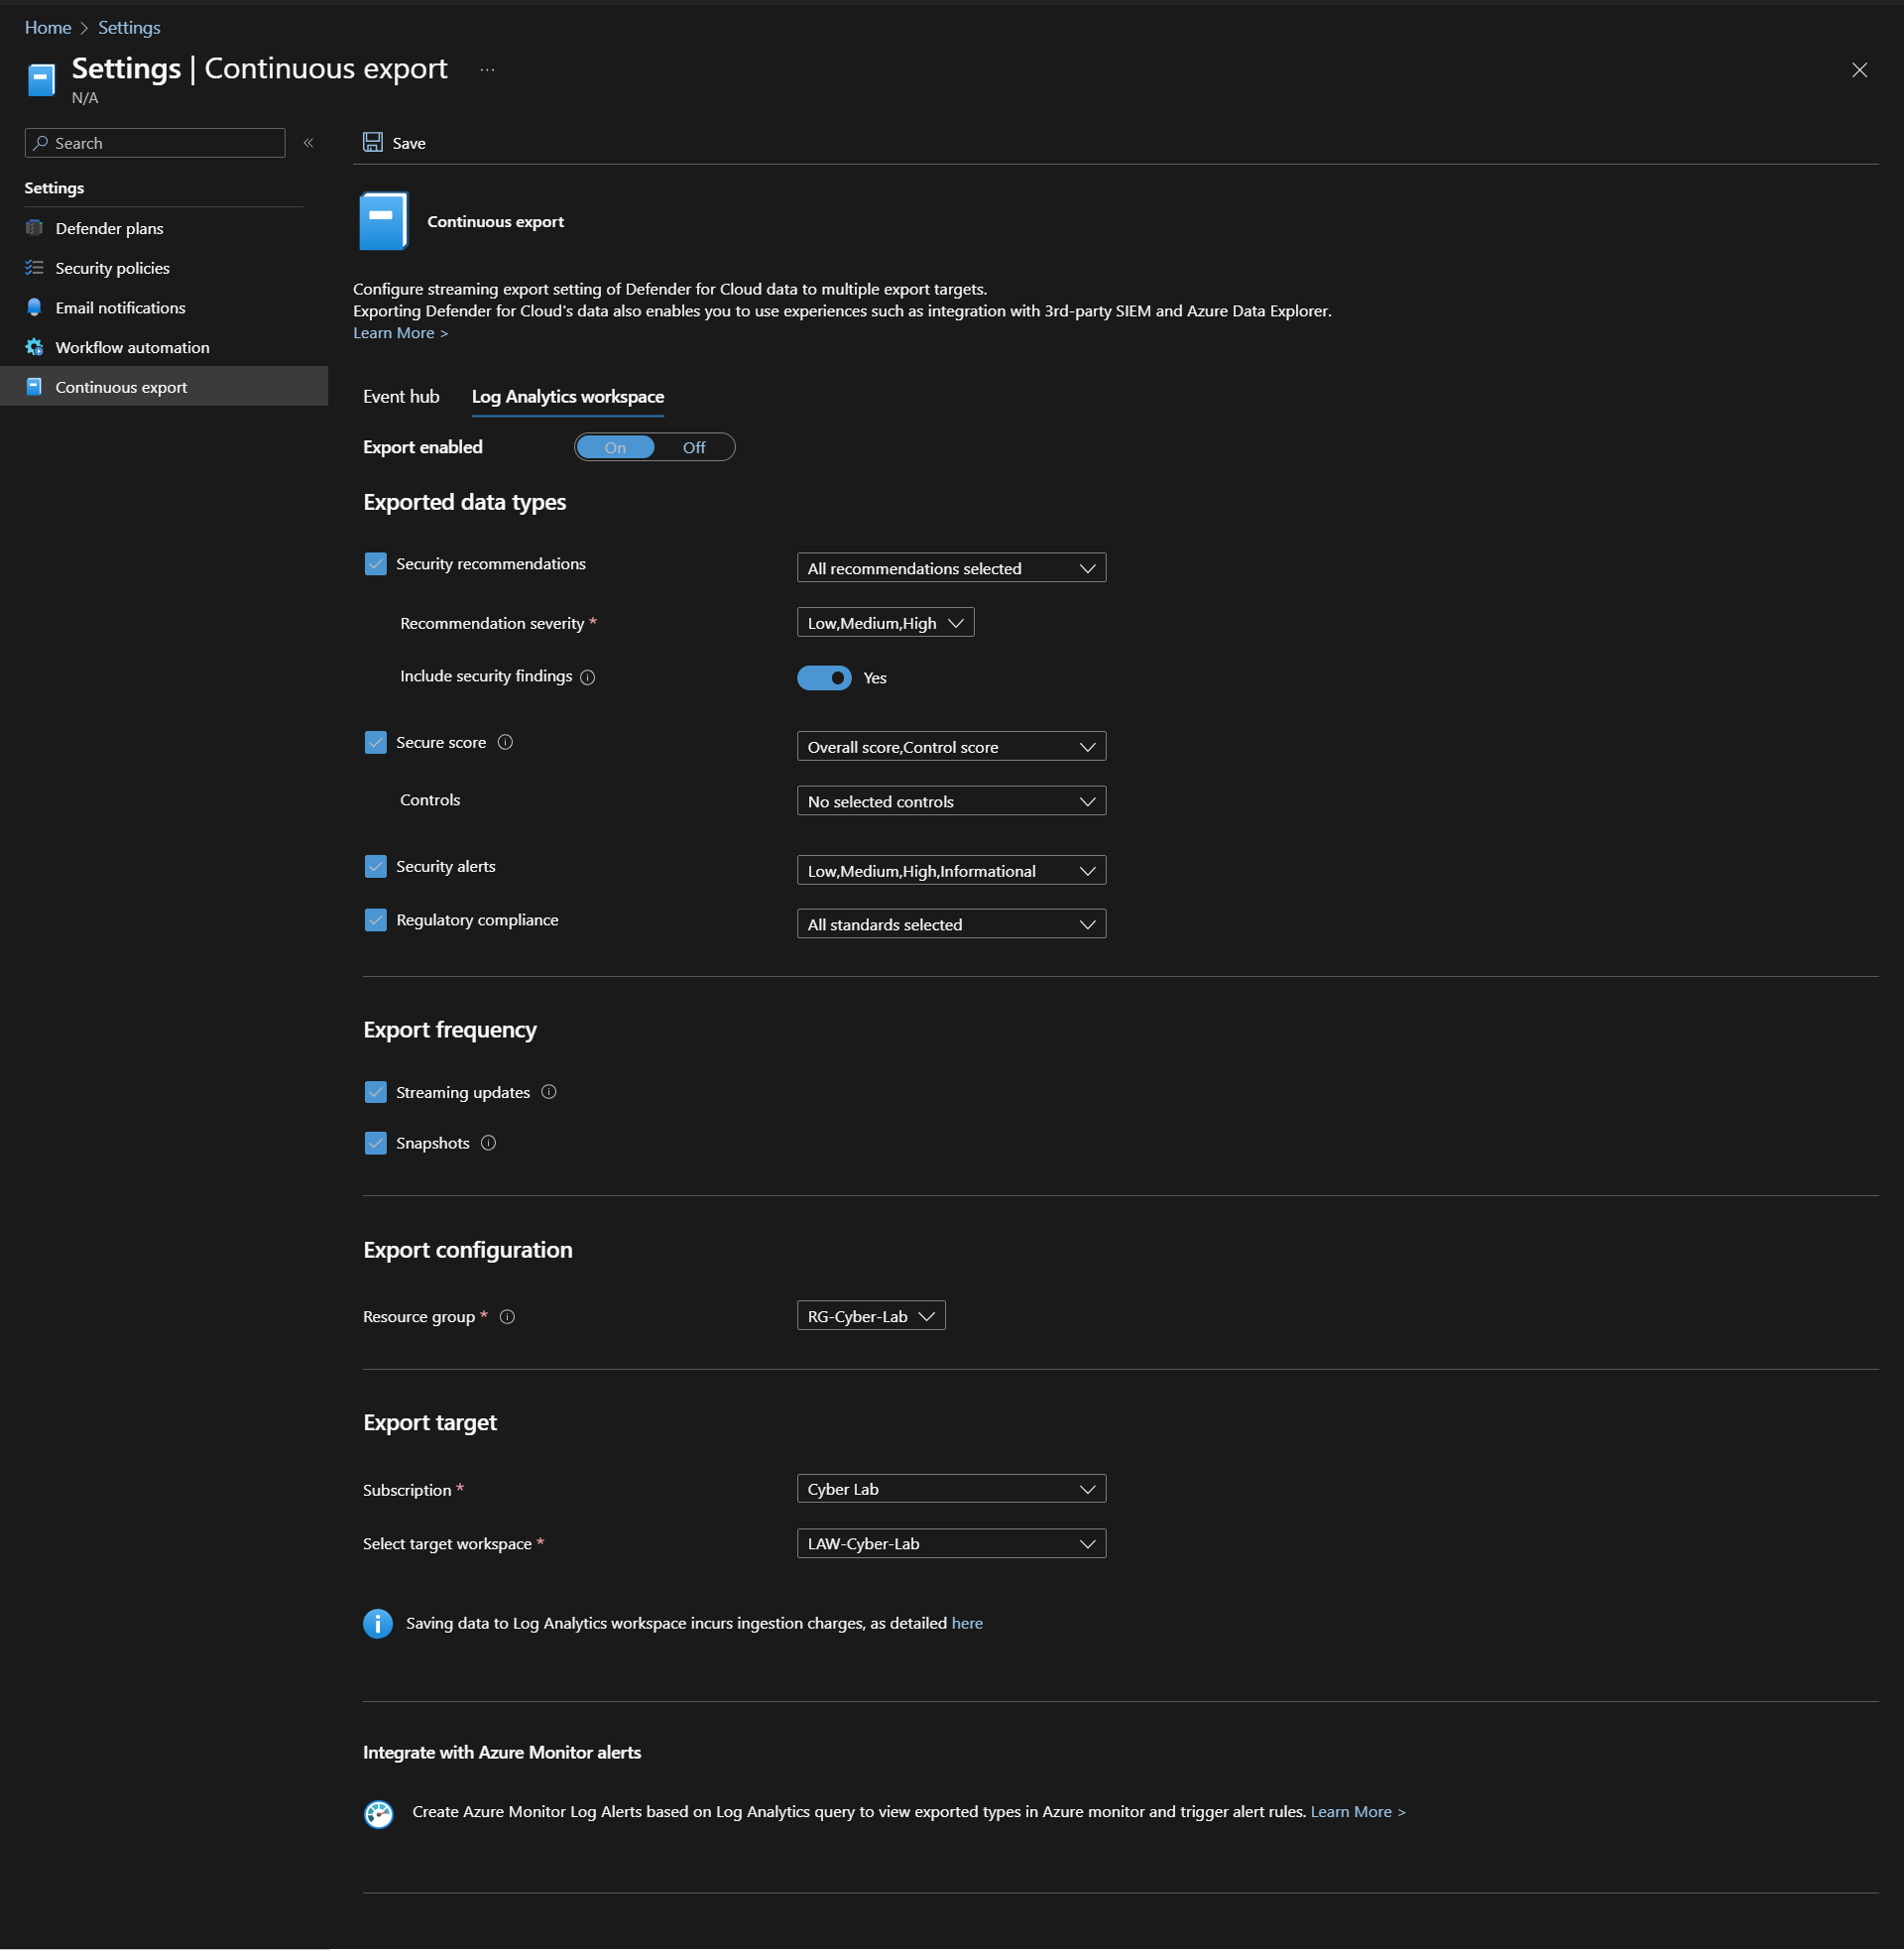 Home > Settings
Settings | Continuous export ...
N/A
Search «
Settings
Defender plans
Security policies
Email notifications
Workflow automation
Continuous export
Save
Continuous export
Configure streaming export setting of Defender for Cloud data to multiple export targets.
Exporting Defender for Cloud's data also enables you to use experiences such as integration with 3rd-party SIEM and Azure Data Explorer.
Learn More >
Event hub Log Analytics workspace
Export enabled On Off
Exported data types
Security recommendations All recommendations selected
Recommendation severity * Low,Medium,High
Include security findings Yes
Secure score Overall score,Control score
Controls No selected controls
Security alerts Low,Medium,High,Informational
Regulatory compliance All standards selected
Export frequency
Streaming updates
Snapshots
Export configuration
Resource group * RG-Cyber-Lab
Export target
Subscription * Cyber Lab
Select target workspace * LAW-Cyber-Lab
Saving data to Log Analytics workspace incurs ingestion charges, as detailed here
Integrate with Azure Monitor alerts
Create Azure Monitor Log Alerts based on Log Analytics query to view exported types in Azure monitor and trigger alert rules. Learn More >